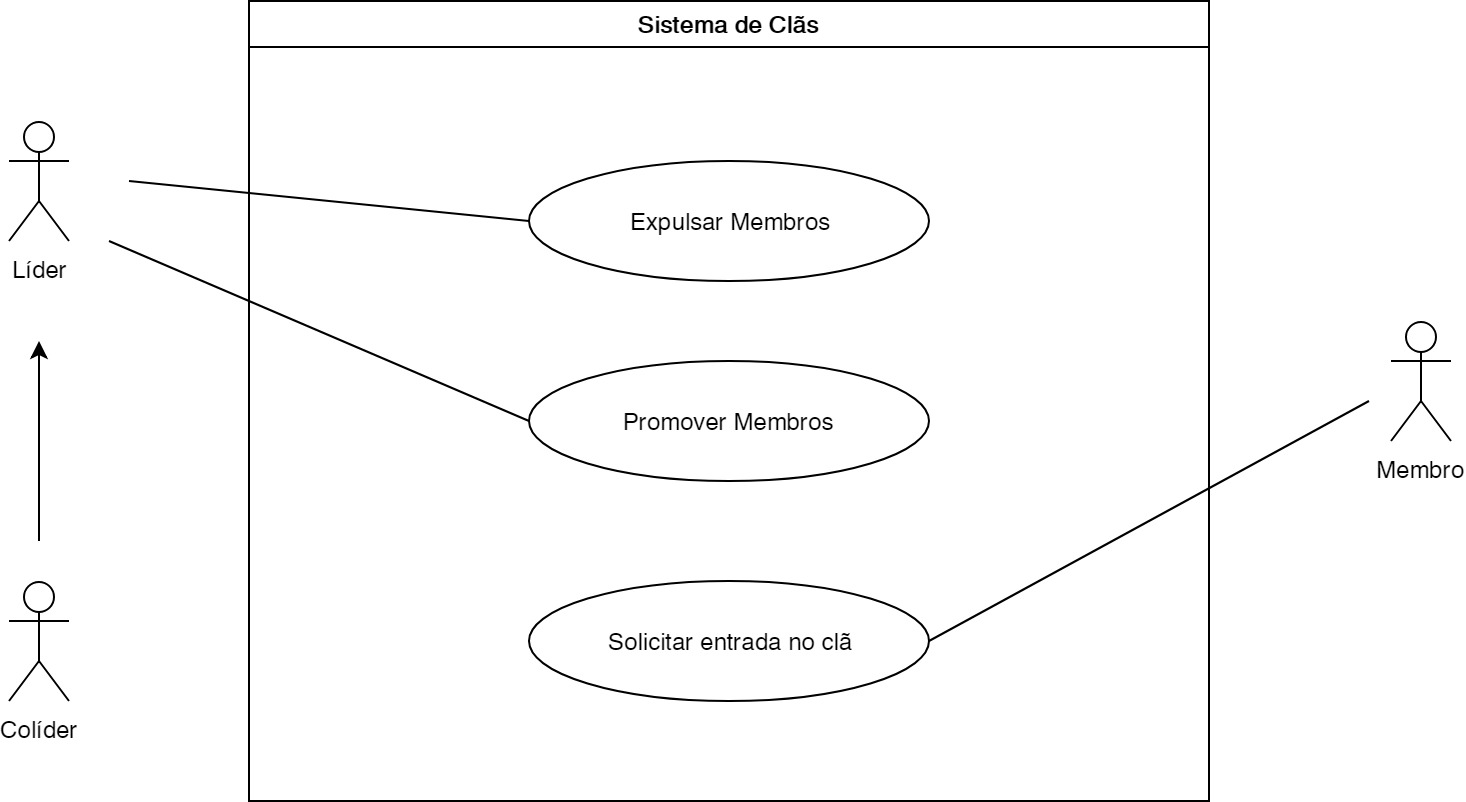 Sistema de Clãs
Expulsar Membros
Líder
Promover Membros
Membro
Solicitar entrada no clã
Colíder